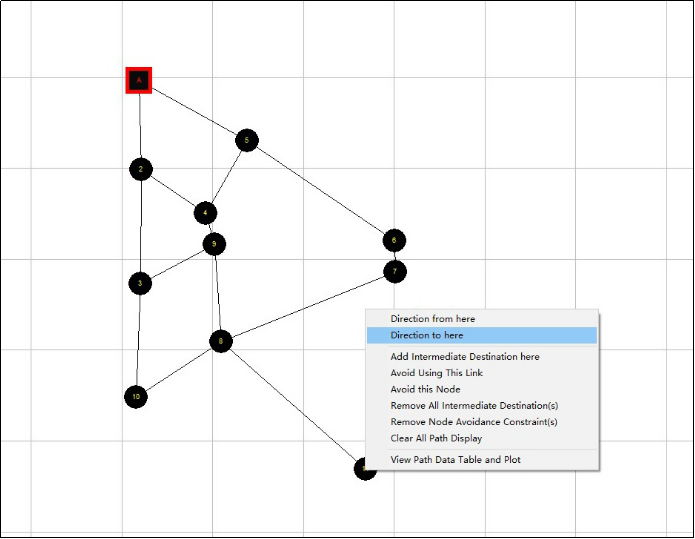 A
5
2
4
6
9
7
3
Direction from here
Direction to here
8
Add Intermediate Destination here
Avoid Using This Link
Avoid this Node
10
Remove All Intermediate Destination(s)
Remove Node Avoidance Constraint(s)
Clear All Path Display
View Path Data Table and Plot